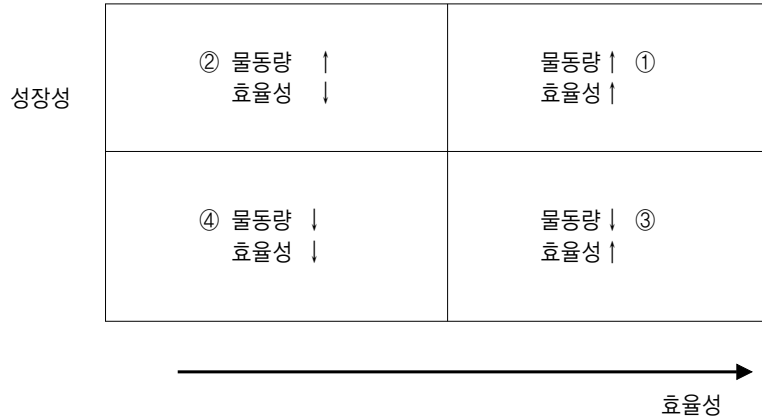 ② 물동량 ↑
효율성 ↓
물동량↑ ①
효율성↑
성장성
④ 물동량 ↓
효율성 ↓
물동량↓ ③
효율성↑
효율성